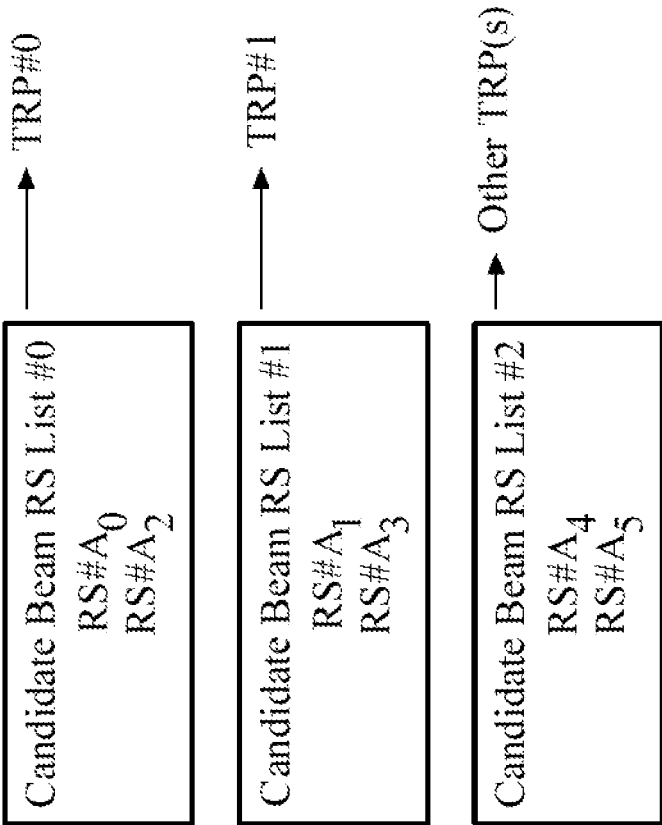 Candidate Beam RS List #0
RS#A0
RS#A2
TRP#0
Candidate Beam RS List #1
RS#A1
RS#A3
TRP#1
Candidate Beam RS List #2
RS#A4
RS#A5
Other TRP(s)